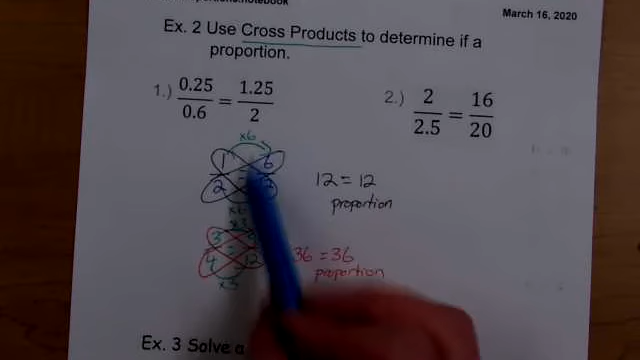 March 16, 2020
Ex. 2 Use Cross Products to determine if a
proportion.
1.) 0.25/0.6 = 1.25/2
2.) 2/2.5 = 16/20
x6
1 6
2
12 = 12
proportion
x3
3
4 = 12
x3
36 = 36
proportion
Ex. 3 Solve a